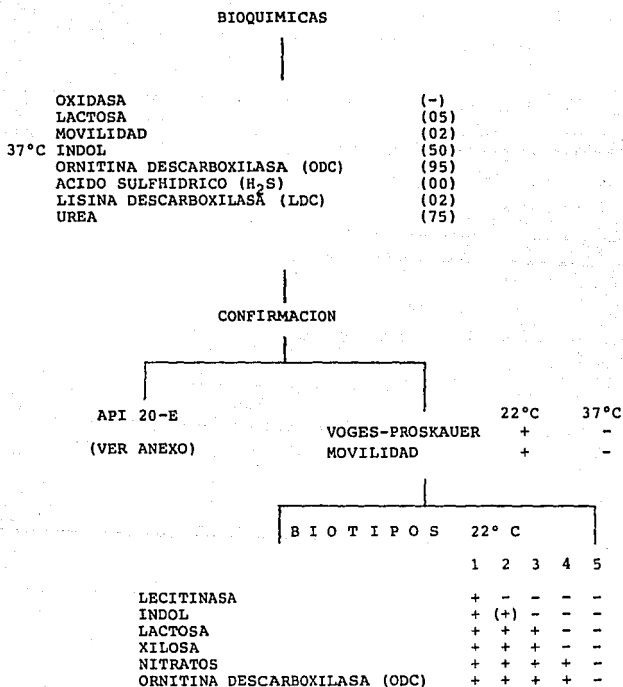 BIOQUIMICAS
OXIDASA (-)
LACTOSA (05)
MOVILIDAD (02)
37°C INDOL (50)
ORNITINA DESCARBOXILASA (ODC) (95)
ACIDO SULFHIDRICO (H2S) (00)
LISINA DESCARBOXILASA (LDC) (02)
UREA (75)
CONFIRMACION
API 20-E
(VER ANEXO)
22°C 37°C
VOGES-PROSKAUER + -
MOVILIDAD + -
BIOTIPOS 22° C
1 2 3 4 5
LECITINASA + - - - -
INDOL + (+) - - -
LACTOSA + + + - -
XILOSA + + + - -
NITRATOS + + + + -
ORNITINA DESCARBOXILASA (ODC) + + + + -